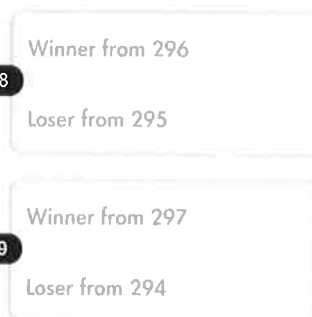 Winner from 296
8
Loser from 295
Winner from 297
9
Loser from 294